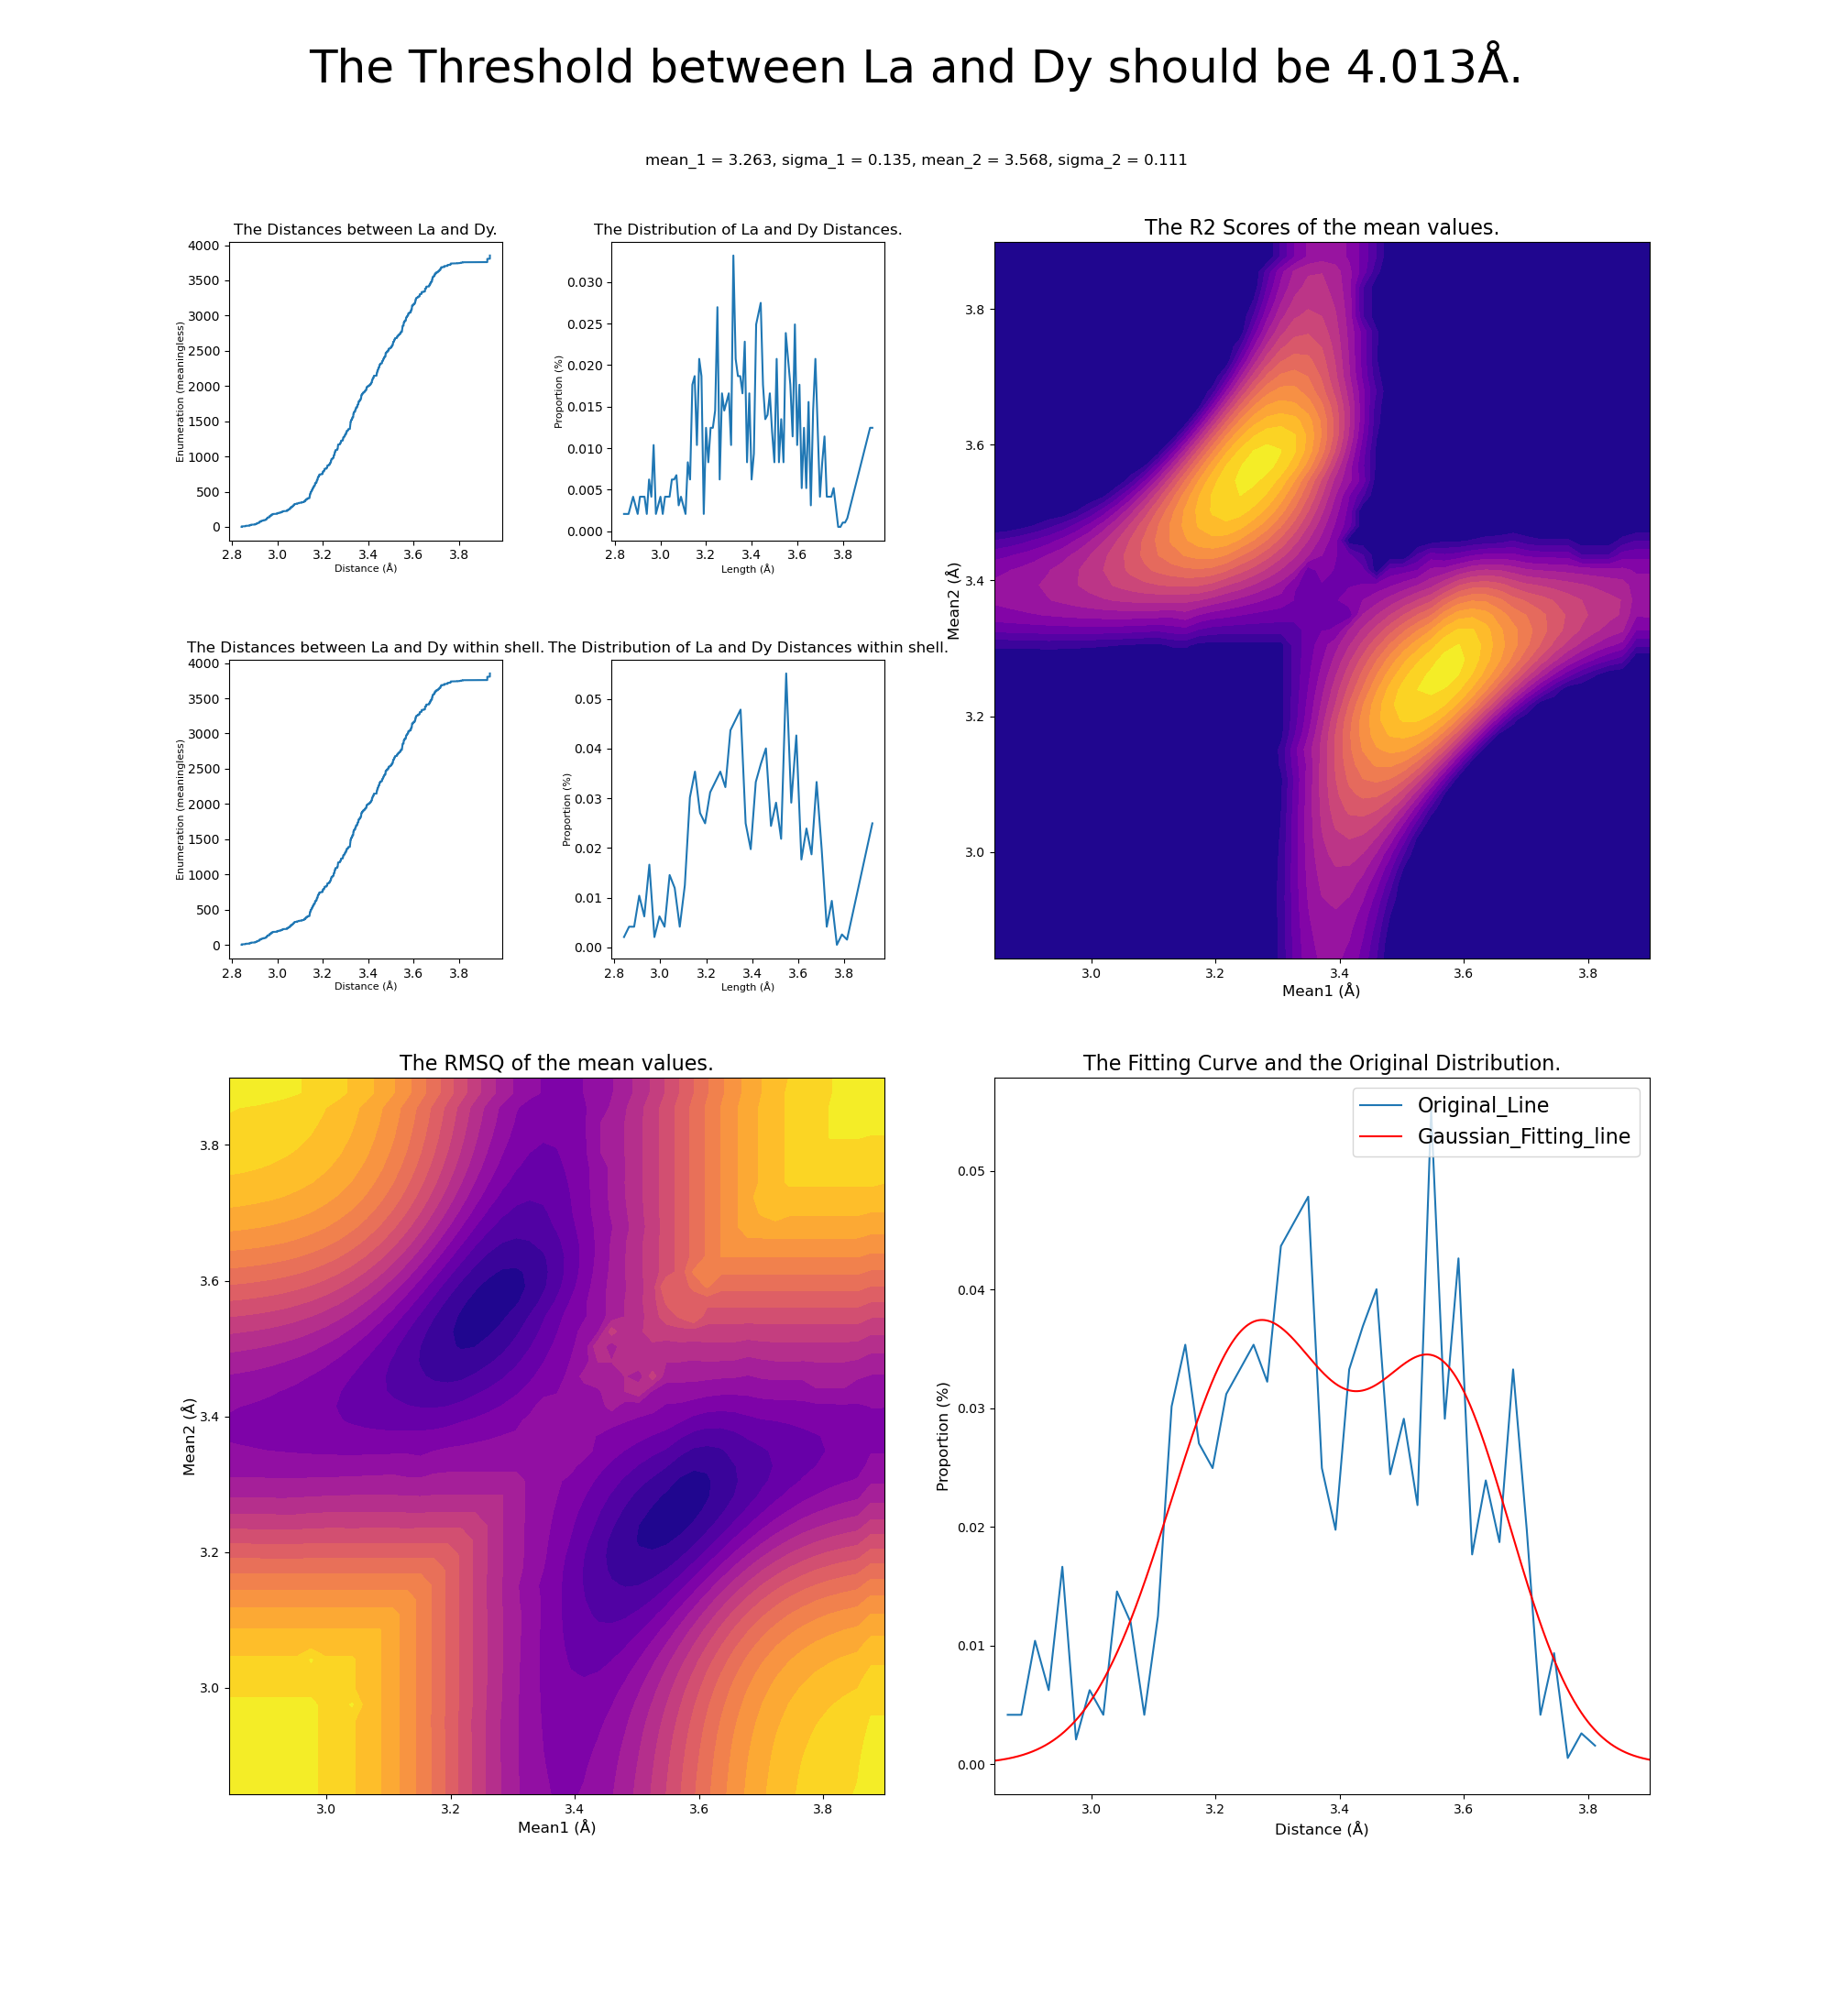 The Threshold between La and Dy should be 4.013Å.
mean_1 = 3.263, sigma_1 = 0.135, mean_2 = 3.568, sigma_2 = 0.111
The Distances between La and Dy.
4000
3500
3000
2500
2000
1500
1000
500
0
Enumeration (meaningless)
2.8 3.0 3.2 3.4 3.6 3.8
Distance (Å)
The Distribution of La and Dy Distances.
0.030
0.025
0.020
0.015
0.010
0.005
0.000
Proportion (%)
2.8 3.0 3.2 3.4 3.6 3.8
Length (Å)
The R2 Scores of the mean values.
3.8
3.6
3.4
3.2
3.0
Mean2 (Å)
3.0 3.2 3.4 3.6 3.8
Mean1 (Å)
The Distances between La and Dy within shell.
4000
3500
3000
2500
2000
1500
1000
500
0
Enumeration (meaningless)
2.8 3.0 3.2 3.4 3.6 3.8
Distance (Å)
The Distribution of La and Dy Distances within shell.
0.05
0.04
0.03
0.02
0.01
0.00
Proportion (%)
2.8 3.0 3.2 3.4 3.6 3.8
Length (Å)
The RMSQ of the mean values.
3.8
3.6
3.4
3.2
3.0
Mean2 (Å)
3.0 3.2 3.4 3.6 3.8
Mean1 (Å)
The Fitting Curve and the Original Distribution.
Original_Line
Gaussian_Fitting_line
0.05
0.04
0.03
0.02
0.01
0.00
Proportion (%)
3.0 3.2 3.4 3.6 3.8
Distance (Å)